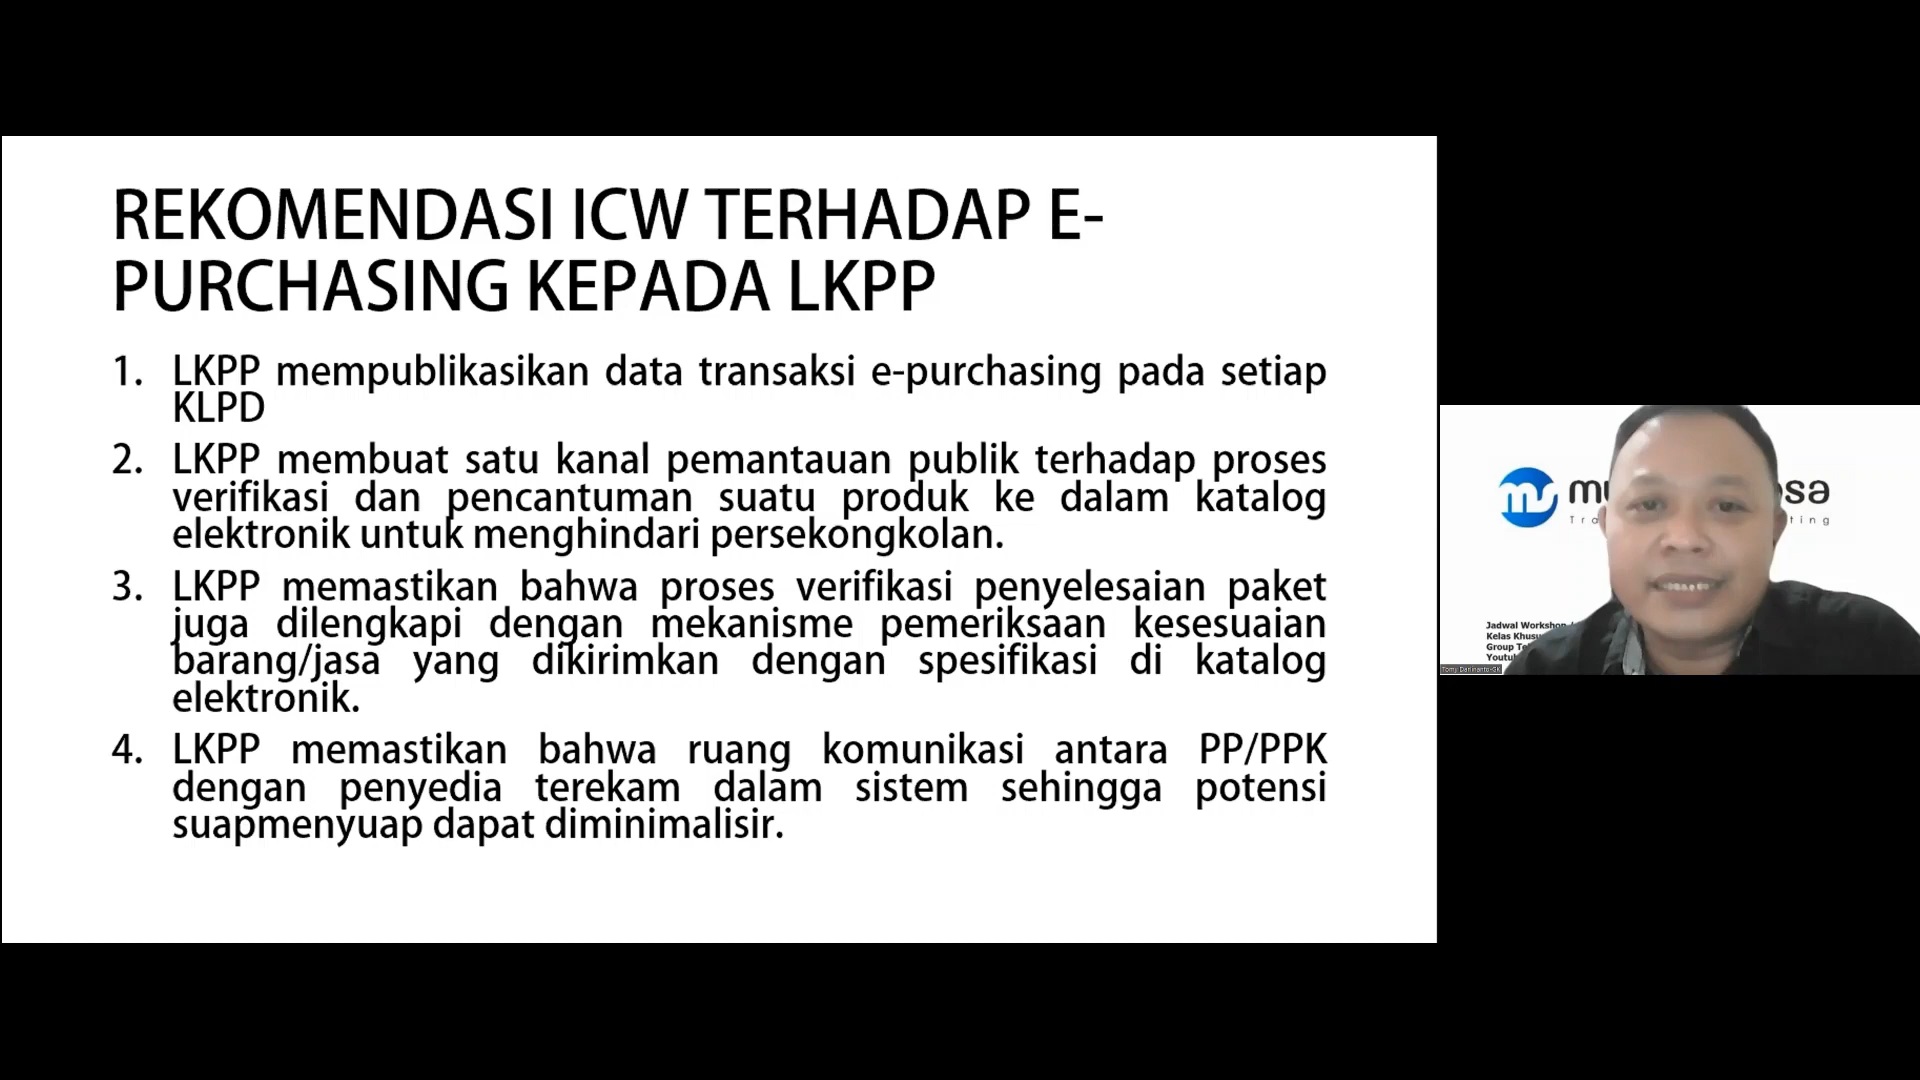 REKOMENDASI ICW TERHADAP E-
PURCHASING KEPADA LKPP
1. LKPP mempublikasikan data transaksi e-purchasing pada setiap
KLPD
2. LKPP membuat satu kanal pemantauan publik terhadap proses
verifikasi dan pencantuman suatu produk ke dalam katalog
elektronik untuk menghindari persekongkolan.
3. LKPP memastikan bahwa proses verifikasi penyelesaian paket
juga dilengkapi dengan mekanisme pemeriksaan kesesuaian
barang/jasa yang dikirimkan dengan spesifikasi di katalog
elektronik.
4. LKPP memastikan bahwa ruang komunikasi antara PP/PPK
dengan penyedia terekam dalam sistem sehingga potensi
suapmenyuap dapat diminimalisir.
Jadwal Workshop
Kelas
Group